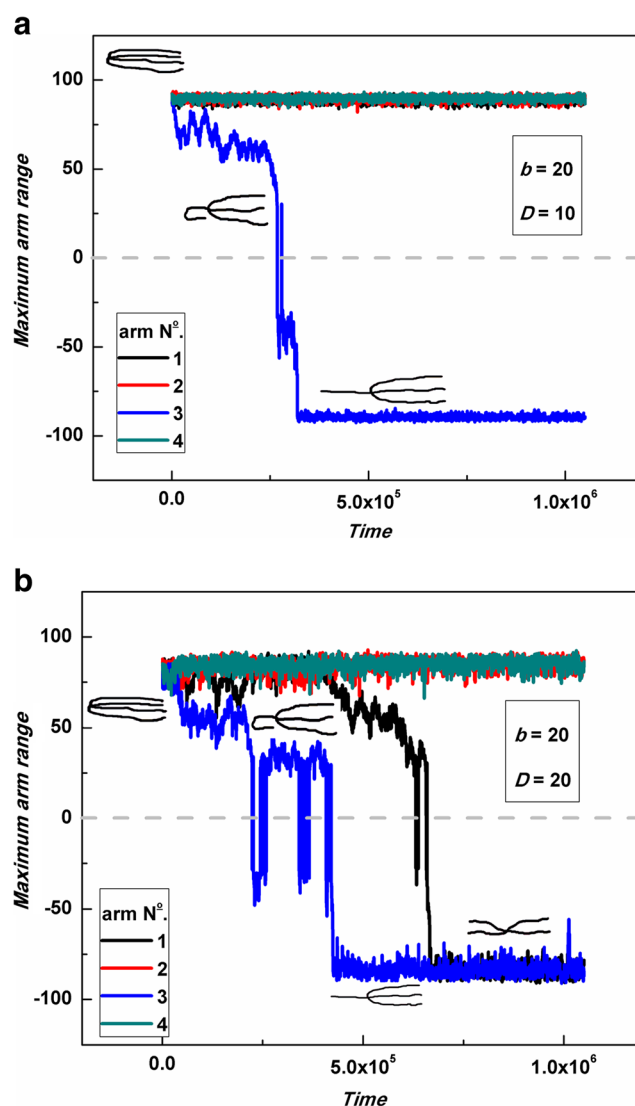 a
100
50
0
-50
-100
Maximum arm range
b = 20
D = 10
arm Nº.
1
2
3
4
0.0
5.0x10⁵
1.0x10⁶
Time
b
100
50
0
-50
-100
Maximum arm range
b = 20
D = 20
arm Nº.
1
2
3
4
0.0
5.0x10⁵
1.0x10⁶
Time